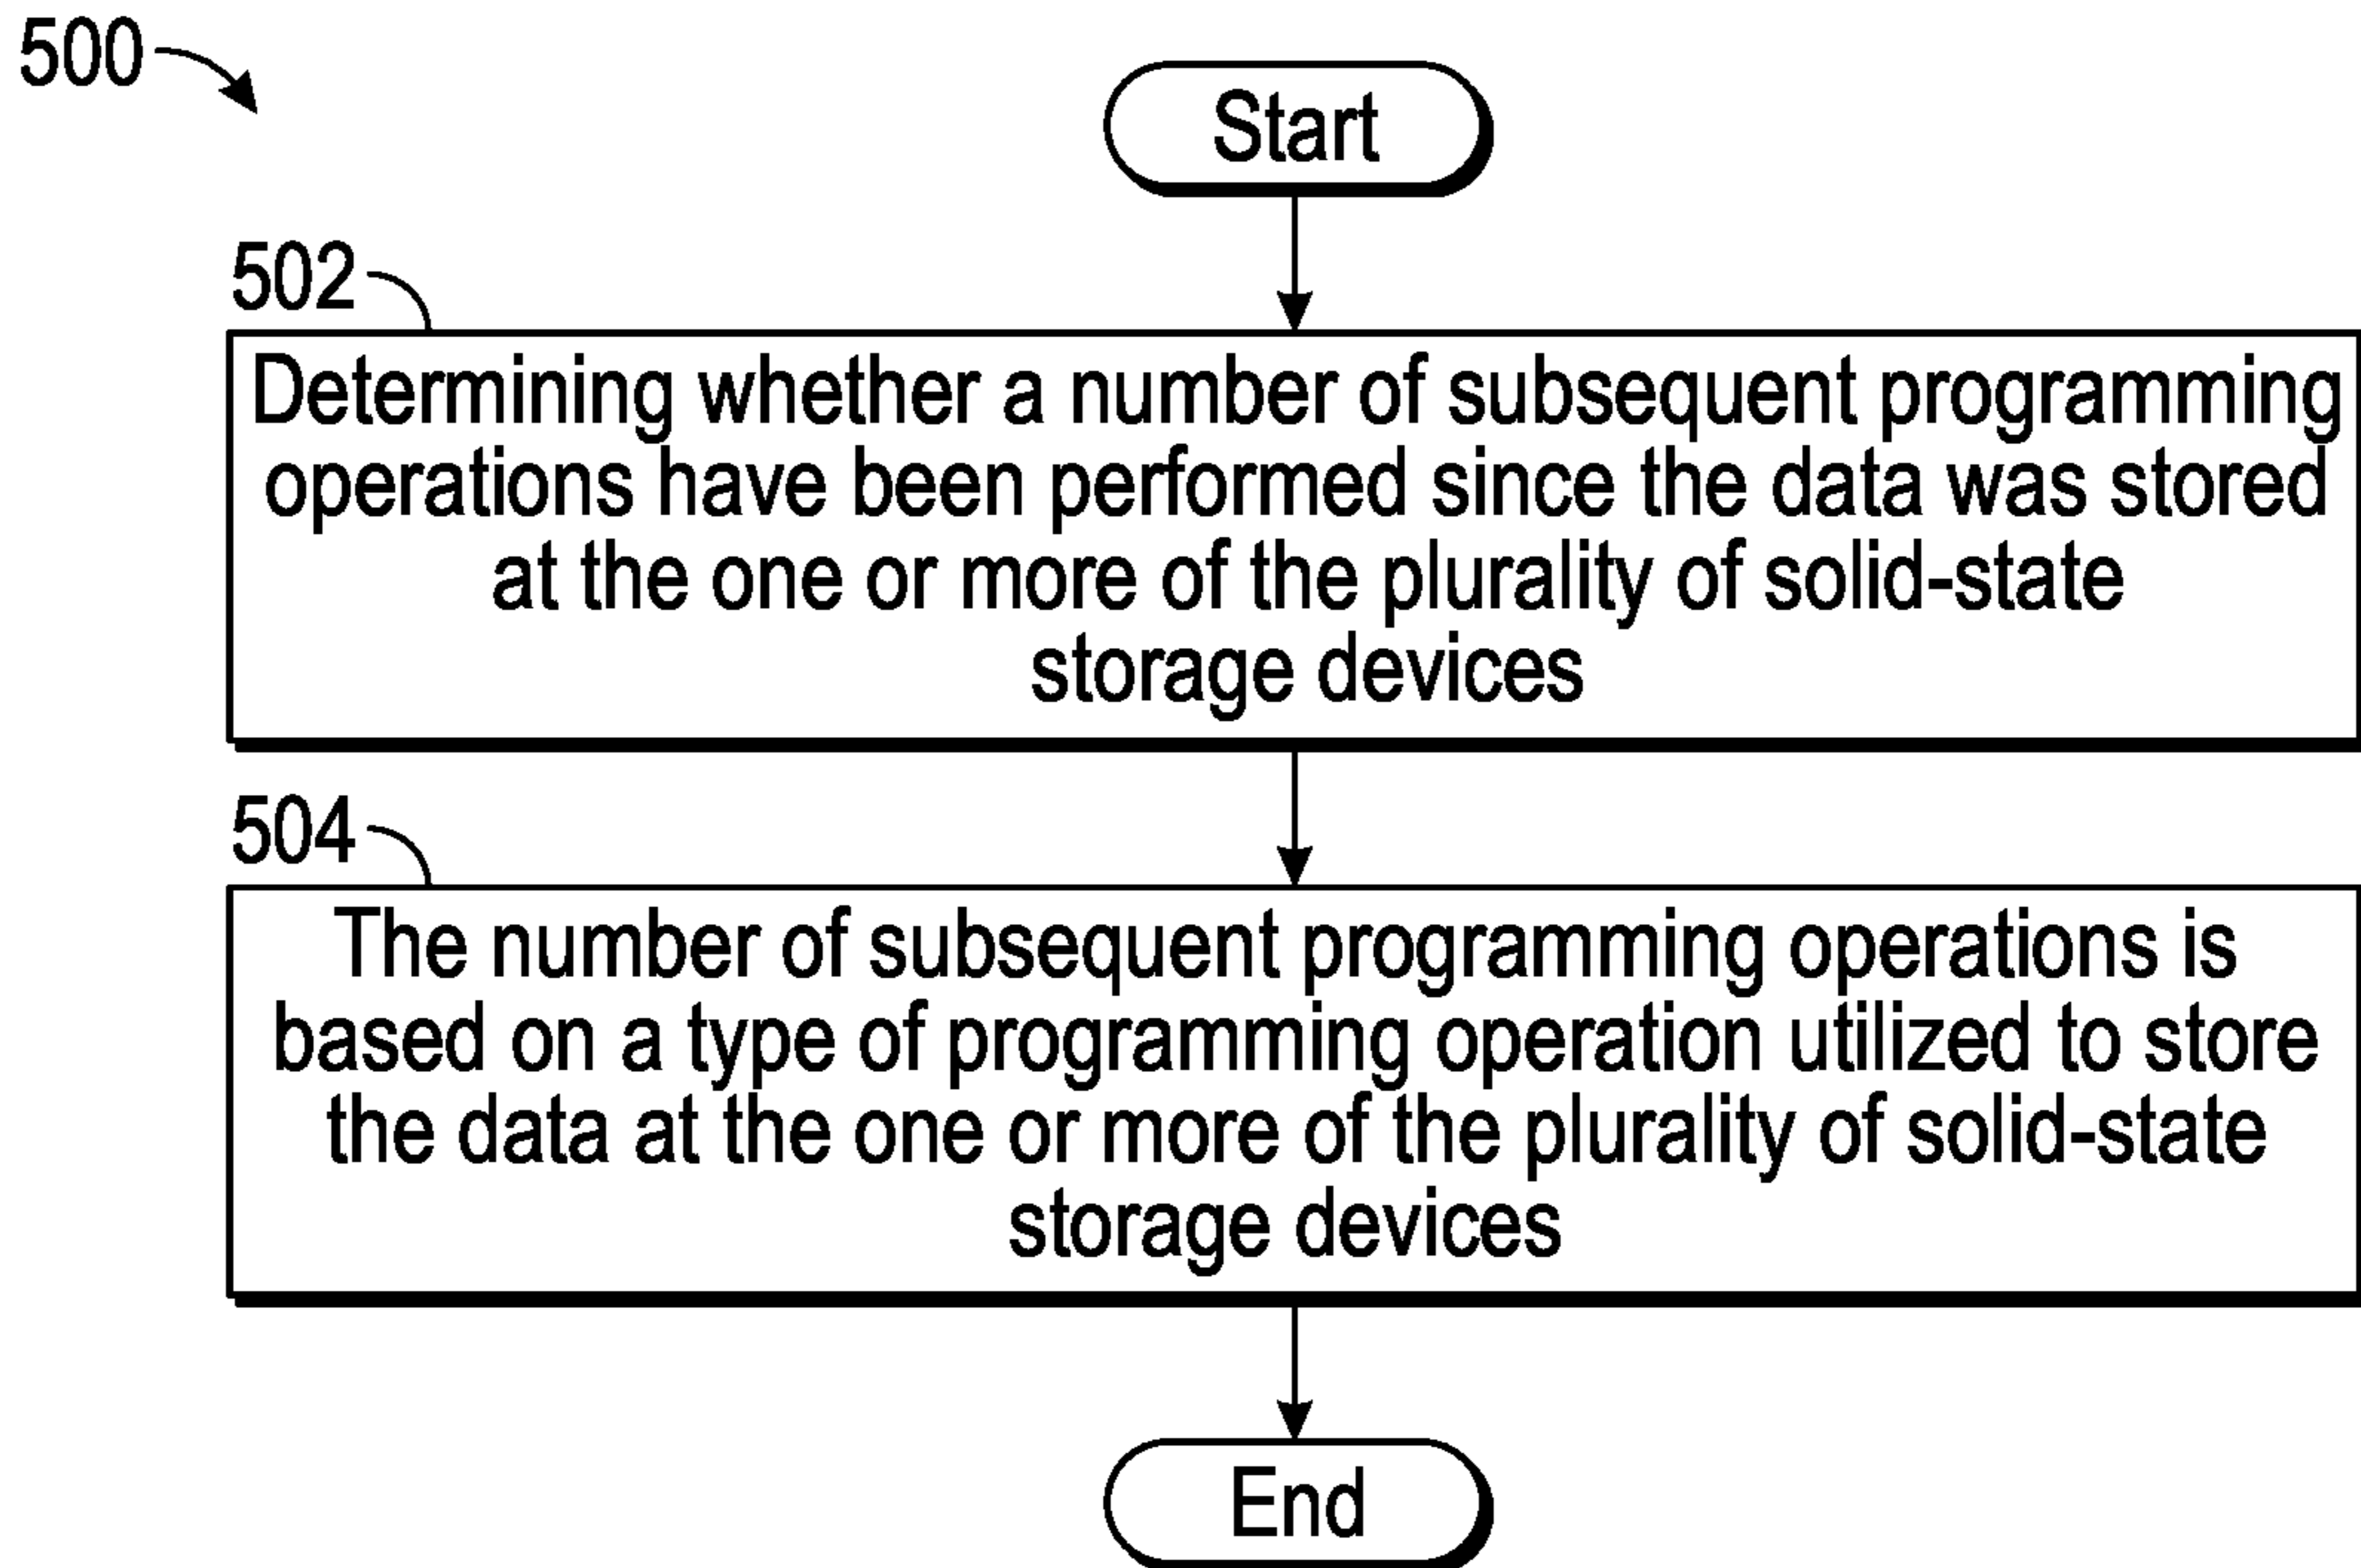 500
Start
502
Determining whether a number of subsequent programming
operations have been performed since the data was stored
at the one or more of the plurality of solid-state
storage devices
504
The number of subsequent programming operations is
based on a type of programming operation utilized to store
the data at the one or more of the plurality of solid-state
storage devices
End